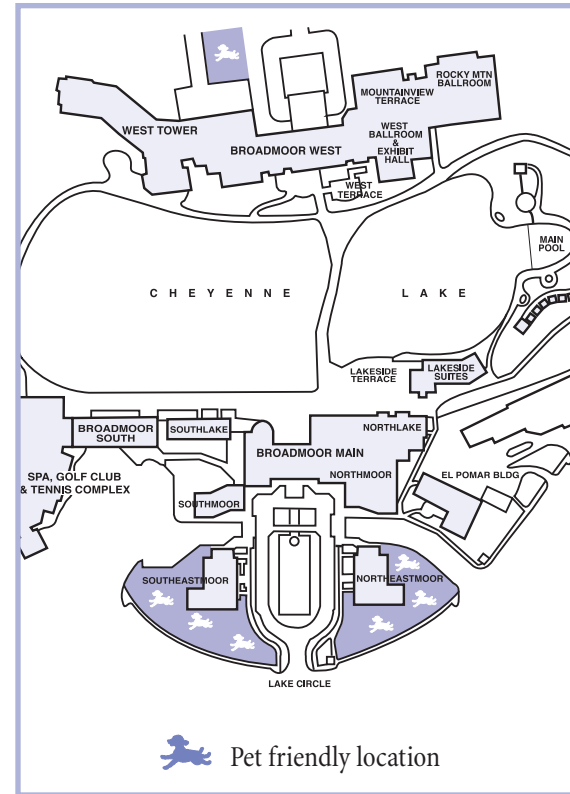 ROCKY MTN
BALLROOM
MOUNTAINVIEW
TERRACE
WEST TOWER
WEST
BALLROOM
&
EXHIBIT
HALL
BROADMOOR WEST
WEST
TERRACE
MAIN
POOL
CHEYENNE LAKE
LAKESIDE
TERRACE
LAKESIDE
SUITES
BROADMOOR
SOUTH
SOUTHLAKE
NORTHLAKE
BROADMOOR MAIN
SPA, GOLF CLUB
& TENNIS COMPLEX
NORTHMOOR
EL POMAR BLDG
SOUTHMOOR
SOUTHEASTMOOR
NORTHEASTMOOR
LAKE CIRCLE
Pet friendly location